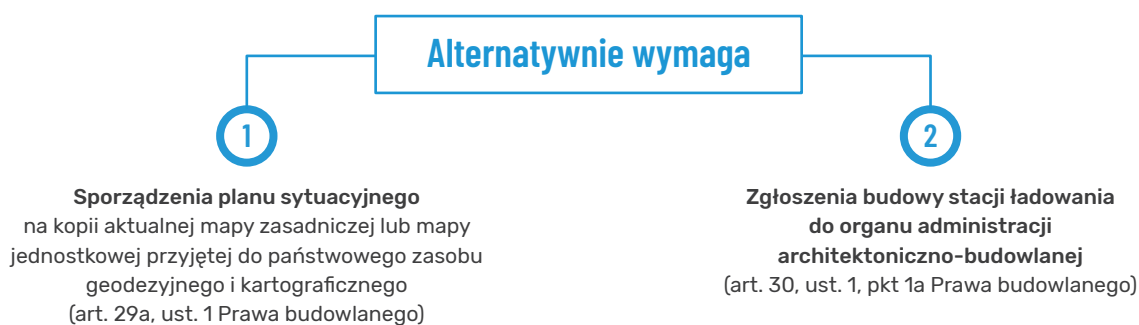 Alternatywnie wymaga
1
Sporządzenia planu sytuacyjnego
na kopii aktualnej mapy zasadniczej lub mapy
jednostkowej przyjętej do państwowego zasobu
geodezyjnego i kartograficznego
(art. 29a, ust. 1 Prawa budowlanego)
2
Zgłoszenia budowy stacji ładowania
do organu administracji
architektoniczno-budowlanej
(art. 30, ust. 1, pkt 1a Prawa budowlanego)